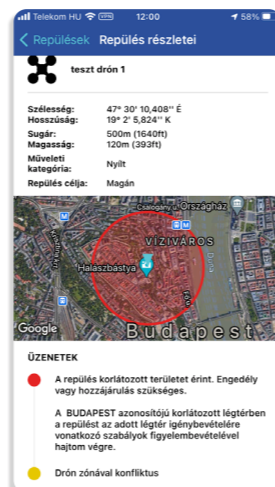 Telekom HU VPN 12:00 58%
Repülések Repülés részletei
teszt drón 1
Szélesség: 47° 30' 10,408'' É
Hosszúság: 19° 2' 5,824'' K
Sugár: 500m (1640ft)
Magasság: 120m (393ft)
Műveleti kategória: Nyílt
Repülés célja: Magán
Csalogány u. Országház
VÍZIVÁROS
Halászbástya
Duna
Fő u.
Google Budapest
ÜZENETEK
A repülés korlátozott területet érint. Engedély
vagy hozzájárulás szükséges.
A BUDAPEST azonosítójú korlátozott légtérben
a repülést az adott légtér igénybevételére
vonatkozó szabályok figyelembevételével
hajtom végre.
Drón zónával konfliktus